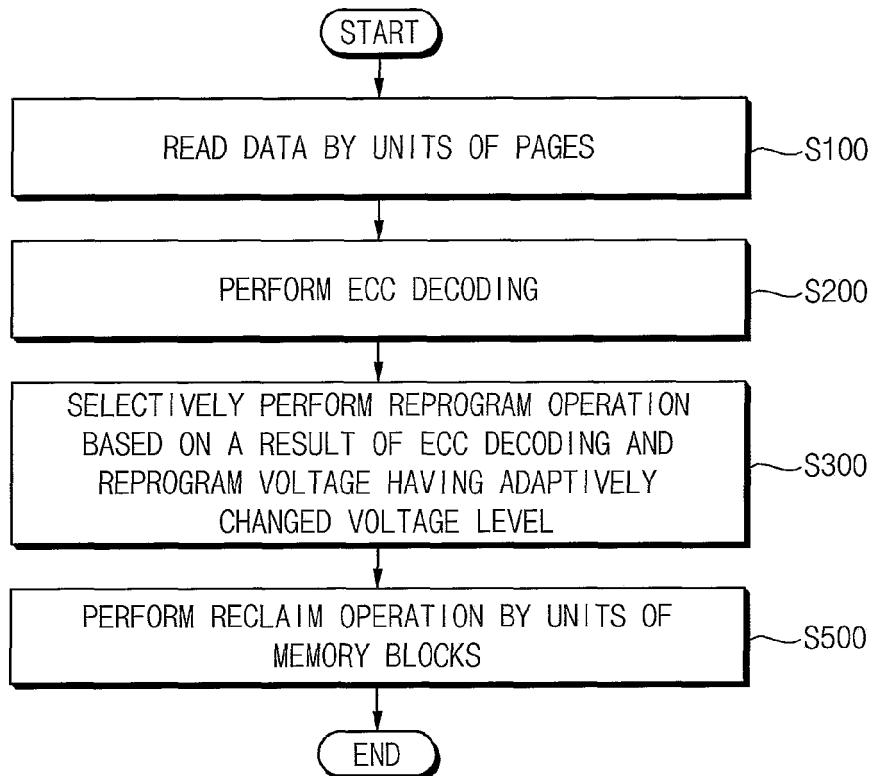 START
READ DATA BY UNITS OF PAGES
S100
PERFORM ECC DECODING
S200
SELECTIVELY PERFORM REPROGRAM OPERATION
BASED ON A RESULT OF ECC DECODING AND
REPROGRAM VOLTAGE HAVING ADAPTIVELY
CHANGED VOLTAGE LEVEL
S300
PERFORM RECLAIM OPERATION BY UNITS OF
MEMORY BLOCKS
S500
END